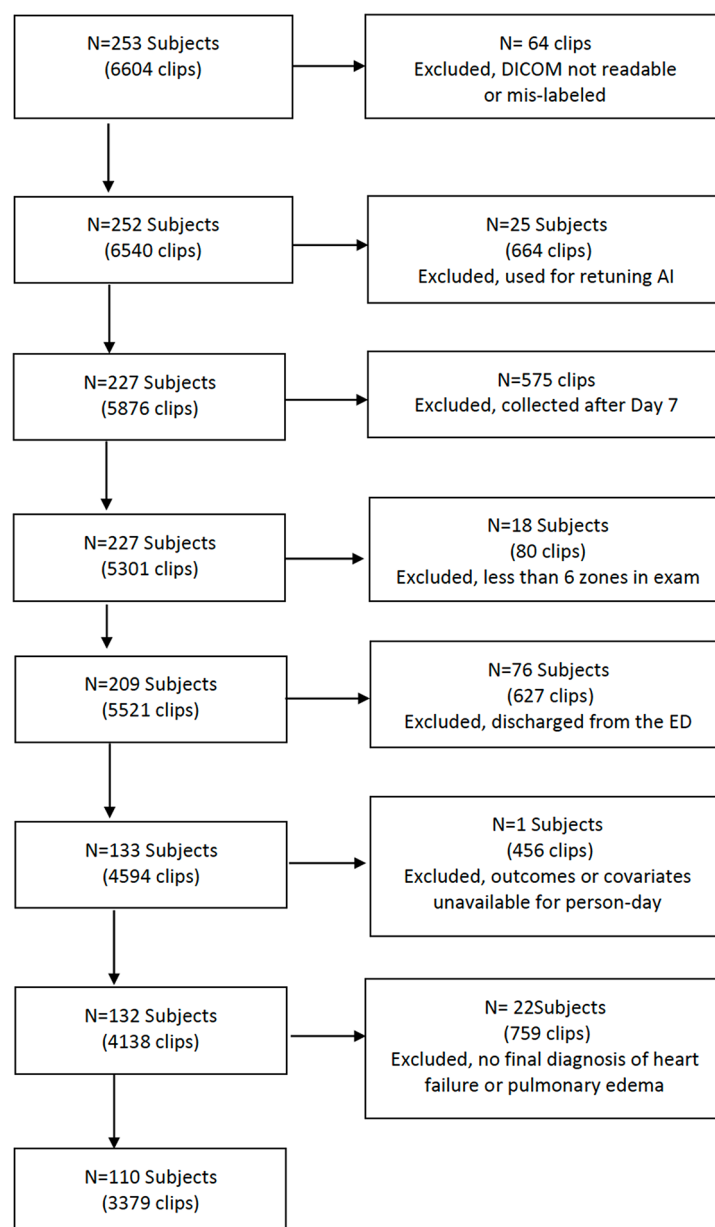 N=253 Subjects
(6604 clips)
N= 64 clips
Excluded, DICOM not readable
or mis-labeled
N=252 Subjects
(6540 clips)
N=25 Subjects
(664 clips)
Excluded, used for retuning AI
N=227 Subjects
(5876 clips)
N=575 clips
Excluded, collected after Day 7
N=227 Subjects
(5301 clips)
N=18 Subjects
(80 clips)
Excluded, less than 6 zones in exam
N=209 Subjects
(5521 clips)
N=76 Subjects
(627 clips)
Excluded, discharged from the ED
N=133 Subjects
(4594 clips)
N=1 Subjects
(456 clips)
Excluded, outcomes or covariates
unavailable for person-day
N=132 Subjects
(4138 clips)
N= 22Subjects
(759 clips)
Excluded, no final diagnosis of heart
failure or pulmonary edema
N=110 Subjects
(3379 clips)